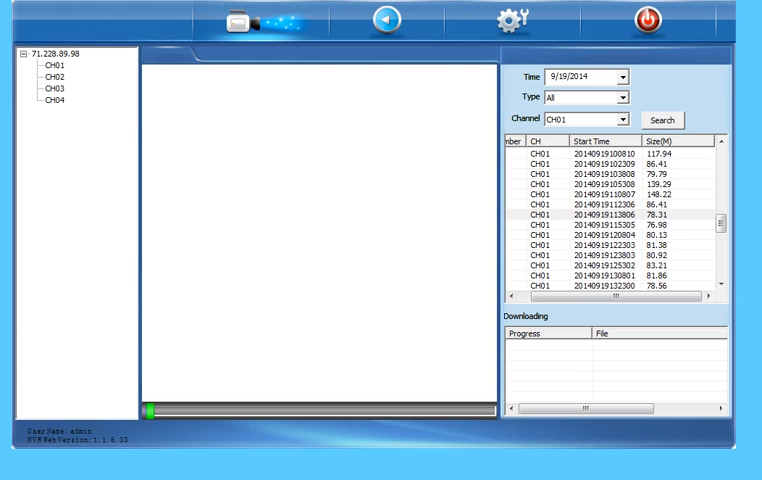 71.228.89.98
CH01
CH02
CH03
CH04
Time 9/19/2014
Type All
Channel CH01 Search
nber CH Start Time Size(M)
CH01 20140919100810 117.94
CH01 20140919102309 86.41
CH01 20140919103808 79.79
CH01 20140919105308 139.29
CH01 20140919110807 148.22
CH01 20140919112306 86.41
CH01 20140919113806 78.31
CH01 20140919115305 76.98
CH01 20140919120804 80.13
CH01 20140919122303 81.38
CH01 20140919123803 80.92
CH01 20140919125302 83.21
CH01 20140919130801 81.86
CH01 20140919132300 78.56
Downloading
Progress File
User Name: admin
NVR Web Version: 1.1.6.33